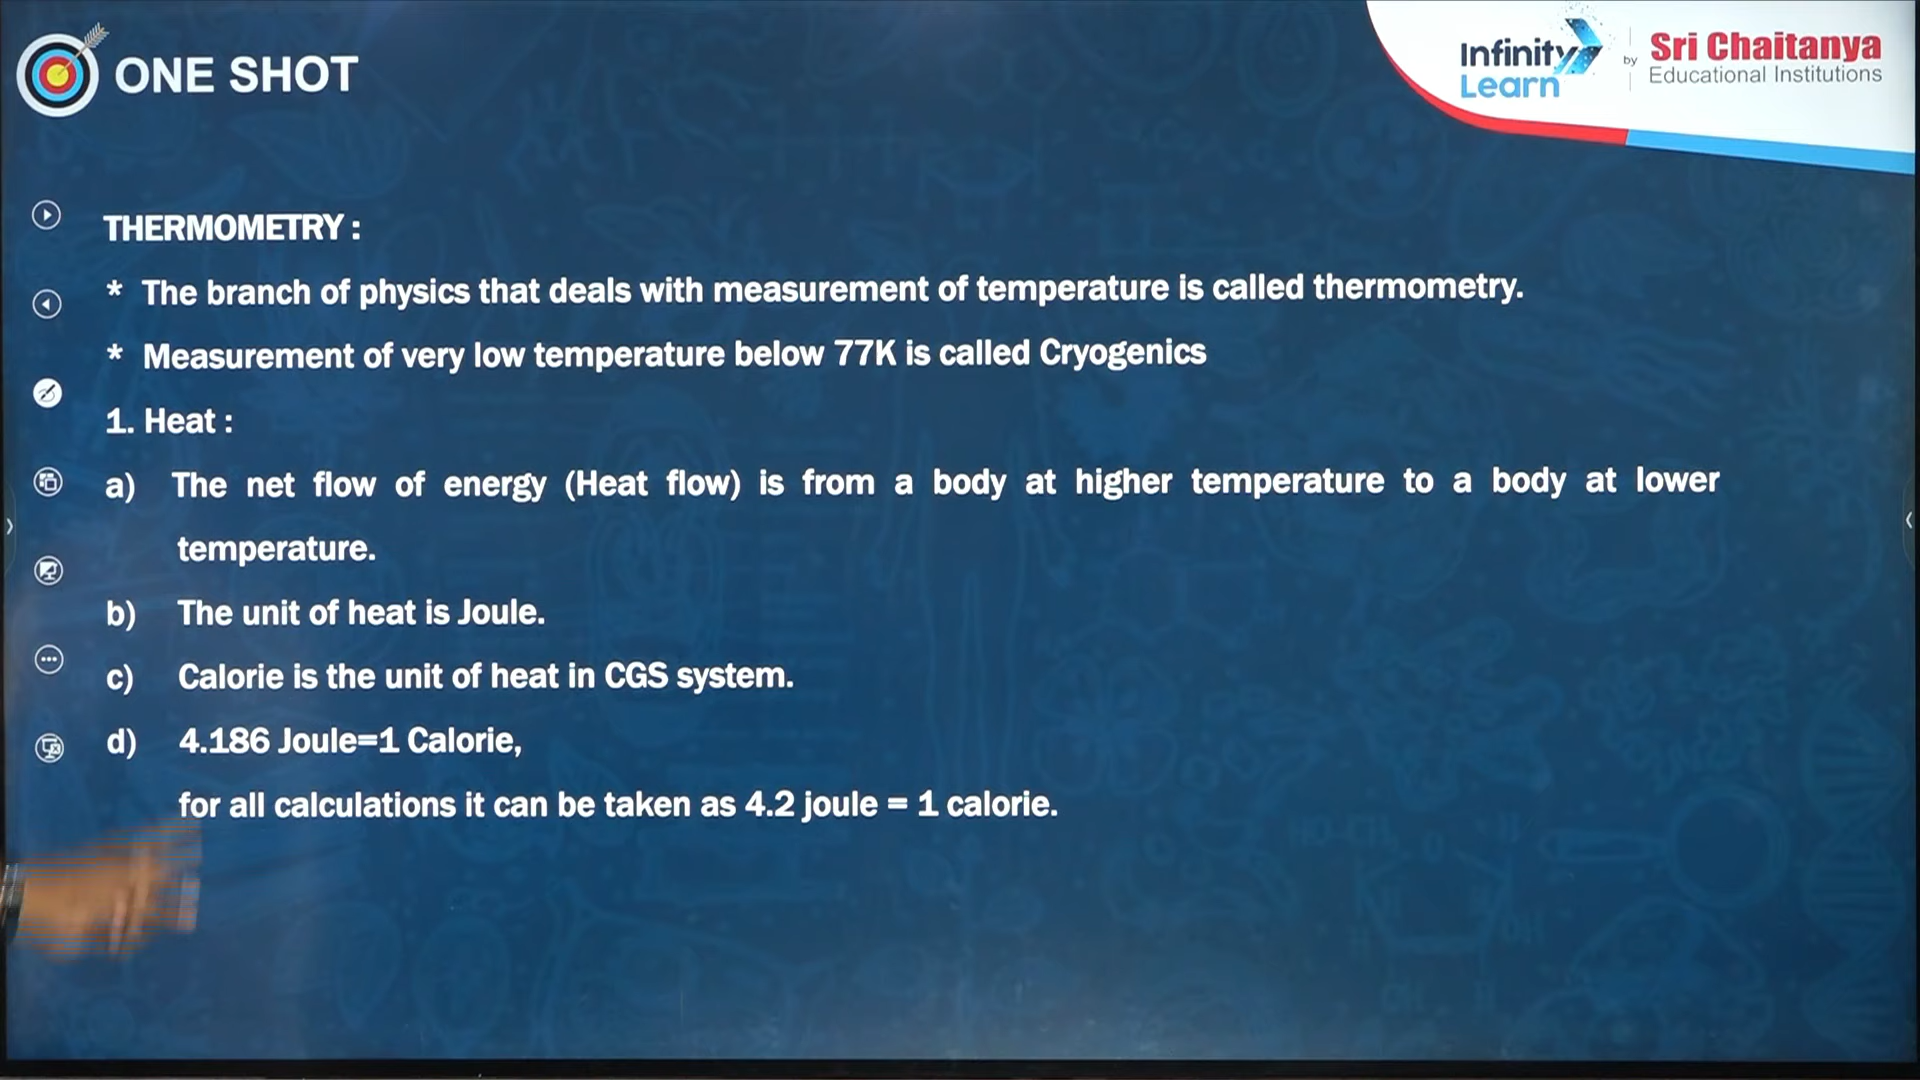 ONE SHOT
Infinity Learn
by
Sri Chaitanya
Educational Institutions
THERMOMETRY :
* The branch of physics that deals with measurement of temperature is called thermometry.
* Measurement of very low temperature below 77K is called Cryogenics
1. Heat :
a) The net flow of energy (Heat flow) is from a body at higher temperature to a body at lower
temperature.
b) The unit of heat is Joule.
c) Calorie is the unit of heat in CGS system.
d) 4.186 Joule=1 Calorie,
for all calculations it can be taken as 4.2 joule = 1 calorie.